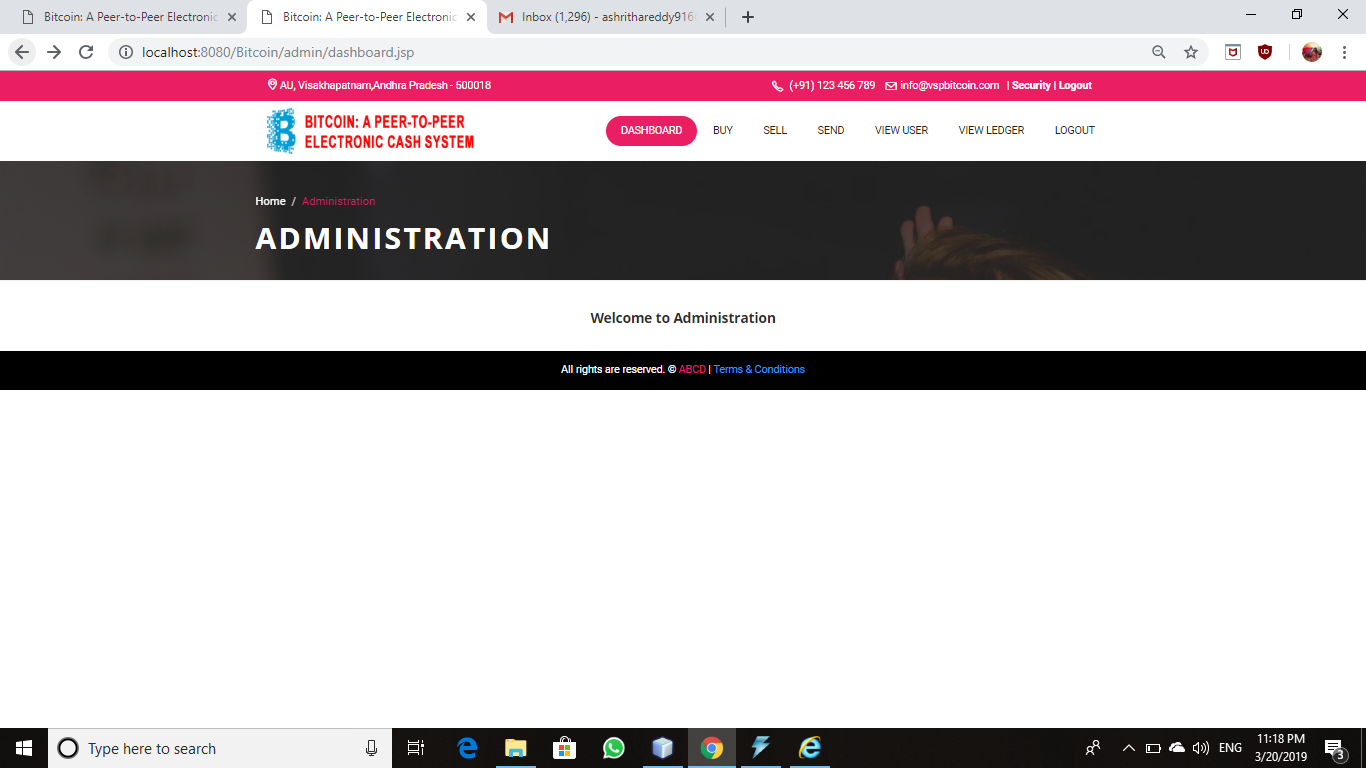 Bitcoin: A Peer-to-Peer Electronic
Bitcoin: A Peer-to-Peer Electronic
Inbox (1,296) - ashrithareddy916
localhost:8080/Bitcoin/admin/dashboard.jsp
AU, Visakhapatnam,Andhra Pradesh - 500018
(+91) 123 456 789 info@vspbitcoin.com | Security | Logout
BITCOIN: A PEER-TO-PEER
ELECTRONIC CASH SYSTEM
DASHBOARD BUY SELL SEND VIEW USER VIEW LEDGER LOGOUT
Home / Administration
ADMINISTRATION
Welcome to Administration
All rights are reserved. © ABCD | Terms & Conditions
Type here to search
ENG
11:18 PM
3/20/2019
3